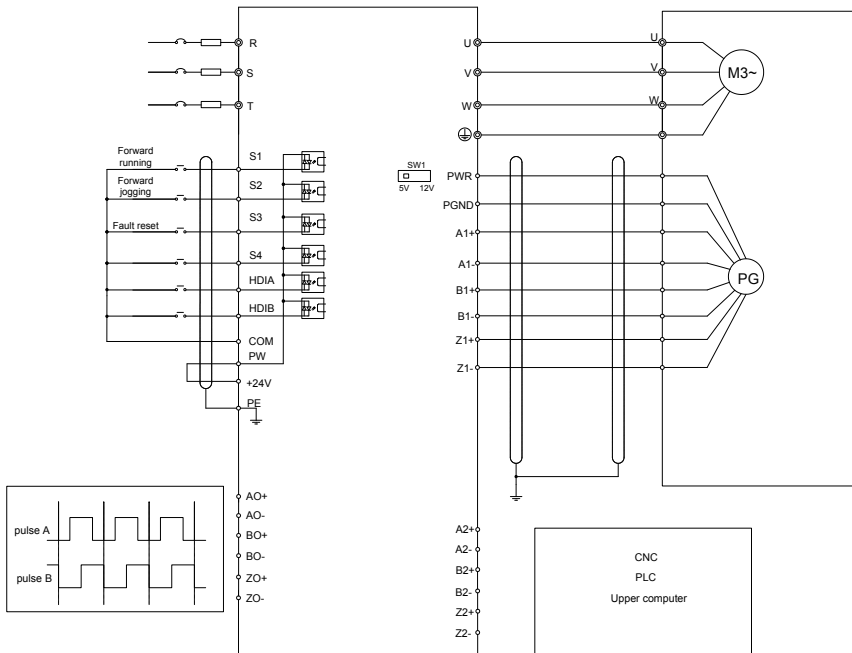 R
S
T
U
V
W
U
V
W
M3~
Forward
running
Forward
jogging
Fault reset
S1
S2
S3
S4
HDIA
HDIB
COM
PW
+24V
PE
SW1
5V 12V
PWR
PGND
A1+
A1-
B1+
B1-
Z1+
Z1-
PG
pulse A
pulse B
AO+
AO-
BO+
BO-
ZO+
ZO-
A2+
A2-
B2+
B2-
Z2+
Z2-
CNC
PLC
Upper computer